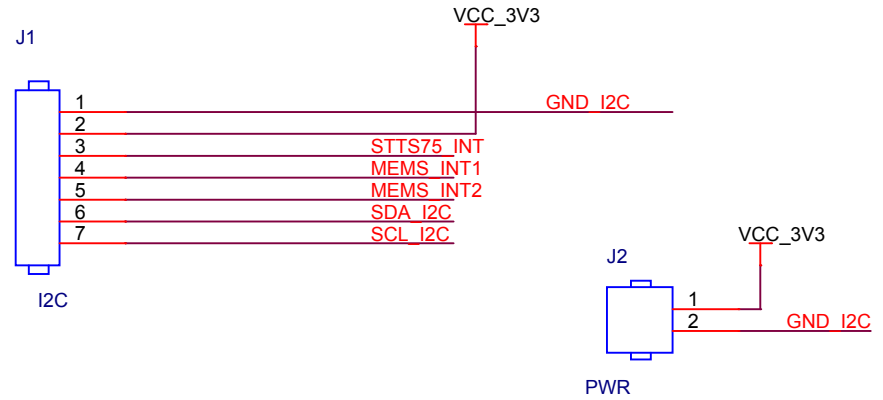 VCC_3V3
J1
1
GND_I2C
2
3 STTS75_INT
4 MEMS_INT1
5 MEMS_INT2
6 SDA_I2C
7 SCL_I2C
I2C
VCC_3V3
J2
1
2 GND_I2C
PWR